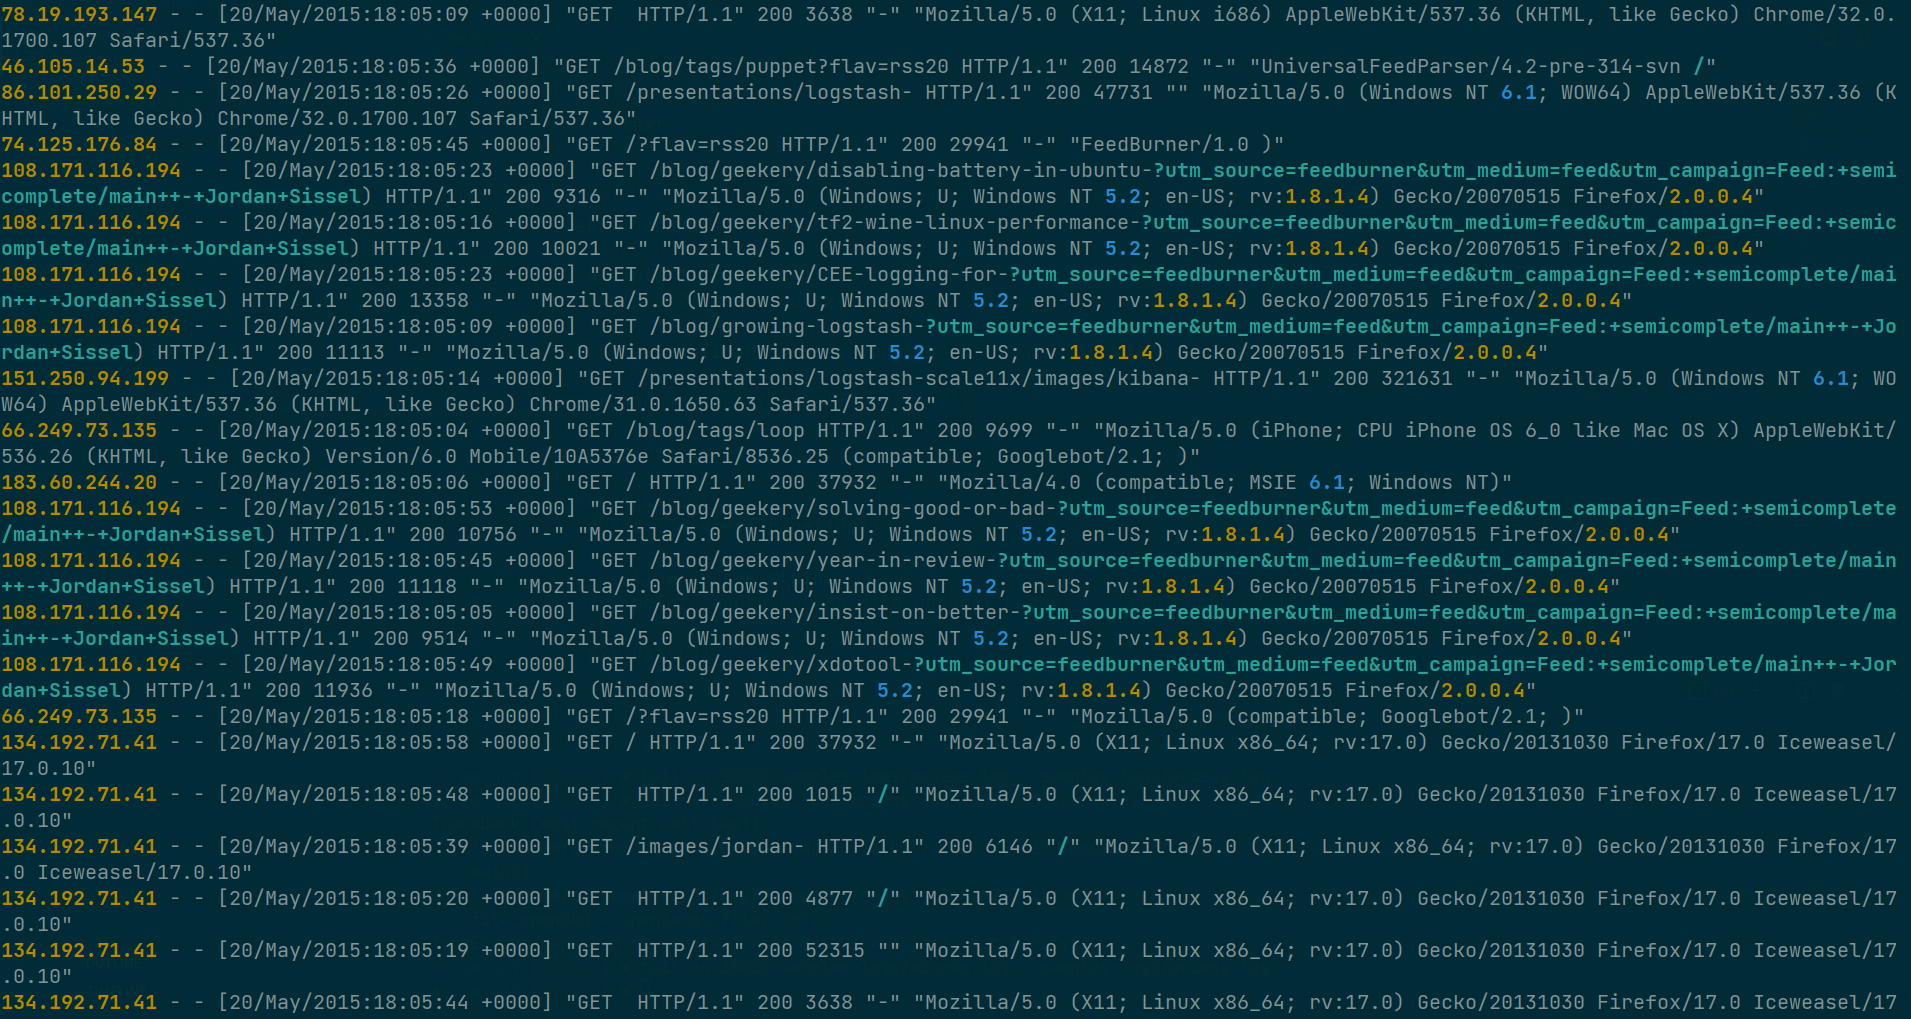 78.19.193.147 - - [20/May/2015:18:05:09 +0000] "GET  HTTP/1.1" 200 3638 "-" "Mozilla/5.0 (X11; Linux i686) AppleWebKit/537.36 (KHTML, like Gecko) Chrome/32.0.
1700.107 Safari/537.36"
46.105.14.53 - - [20/May/2015:18:05:36 +0000] "GET /blog/tags/puppet?flav=rss20 HTTP/1.1" 200 14872 "-" "UniversalFeedParser/4.2-pre-314-svn /"
86.101.250.29 - - [20/May/2015:18:05:26 +0000] "GET /presentations/logstash- HTTP/1.1" 200 47731 "" "Mozilla/5.0 (Windows NT 6.1; WOW64) AppleWebKit/537.36 (K
HTML, like Gecko) Chrome/32.0.1700.107 Safari/537.36"
74.125.176.84 - - [20/May/2015:18:05:45 +0000] "GET /?flav=rss20 HTTP/1.1" 200 29941 "-" "FeedBurner/1.0 )"
108.171.116.194 - - [20/May/2015:18:05:23 +0000] "GET /blog/geekery/disabling-battery-in-ubuntu-?utm_source=feedburner&utm_medium=feed&utm_campaign=Feed:+semi
complete/main++-+Jordan+Sissel) HTTP/1.1" 200 9316 "-" "Mozilla/5.0 (Windows; U; Windows NT 5.2; en-US; rv:1.8.1.4) Gecko/20070515 Firefox/2.0.0.4"
108.171.116.194 - - [20/May/2015:18:05:16 +0000] "GET /blog/geekery/tf2-wine-linux-performance-?utm_source=feedburner&utm_medium=feed&utm_campaign=Feed:+semic
omplete/main++-+Jordan+Sissel) HTTP/1.1" 200 10021 "-" "Mozilla/5.0 (Windows; U; Windows NT 5.2; en-US; rv:1.8.1.4) Gecko/20070515 Firefox/2.0.0.4"
108.171.116.194 - - [20/May/2015:18:05:23 +0000] "GET /blog/geekery/CEE-logging-for-?utm_source=feedburner&utm_medium=feed&utm_campaign=Feed:+semicomplete/mai
n++-+Jordan+Sissel) HTTP/1.1" 200 13358 "-" "Mozilla/5.0 (Windows; U; Windows NT 5.2; en-US; rv:1.8.1.4) Gecko/20070515 Firefox/2.0.0.4"
108.171.116.194 - - [20/May/2015:18:05:09 +0000] "GET /blog/growing-logstash-?utm_source=feedburner&utm_medium=feed&utm_campaign=Feed:+semicomplete/main++-+Jo
rdan+Sissel) HTTP/1.1" 200 11113 "-" "Mozilla/5.0 (Windows; U; Windows NT 5.2; en-US; rv:1.8.1.4) Gecko/20070515 Firefox/2.0.0.4"
151.250.94.199 - - [20/May/2015:18:05:14 +0000] "GET /presentations/logstash-scale11x/images/kibana- HTTP/1.1" 200 321631 "-" "Mozilla/5.0 (Windows NT 6.1; WO
W64) AppleWebKit/537.36 (KHTML, like Gecko) Chrome/31.0.1650.63 Safari/537.36"
66.249.73.135 - - [20/May/2015:18:05:04 +0000] "GET /blog/tags/loop HTTP/1.1" 200 9699 "-" "Mozilla/5.0 (iPhone; CPU iPhone OS 6_0 like Mac OS X) AppleWebKit/
536.26 (KHTML, like Gecko) Version/6.0 Mobile/10A5376e Safari/8536.25 (compatible; Googlebot/2.1; )"
183.60.244.20 - - [20/May/2015:18:05:06 +0000] "GET / HTTP/1.1" 200 37932 "-" "Mozilla/4.0 (compatible; MSIE 6.1; Windows NT)"
108.171.116.194 - - [20/May/2015:18:05:53 +0000] "GET /blog/geekery/solving-good-or-bad-?utm_source=feedburner&utm_medium=feed&utm_campaign=Feed:+semicomplete
/main++-+Jordan+Sissel) HTTP/1.1" 200 10756 "-" "Mozilla/5.0 (Windows; U; Windows NT 5.2; en-US; rv:1.8.1.4) Gecko/20070515 Firefox/2.0.0.4"
108.171.116.194 - - [20/May/2015:18:05:45 +0000] "GET /blog/geekery/year-in-review-?utm_source=feedburner&utm_medium=feed&utm_campaign=Feed:+semicomplete/main
++-+Jordan+Sissel) HTTP/1.1" 200 11118 "-" "Mozilla/5.0 (Windows; U; Windows NT 5.2; en-US; rv:1.8.1.4) Gecko/20070515 Firefox/2.0.0.4"
108.171.116.194 - - [20/May/2015:18:05:05 +0000] "GET /blog/geekery/insist-on-better-?utm_source=feedburner&utm_medium=feed&utm_campaign=Feed:+semicomplete/ma
in++-+Jordan+Sissel) HTTP/1.1" 200 9514 "-" "Mozilla/5.0 (Windows; U; Windows NT 5.2; en-US; rv:1.8.1.4) Gecko/20070515 Firefox/2.0.0.4"
108.171.116.194 - - [20/May/2015:18:05:49 +0000] "GET /blog/geekery/xdotool-?utm_source=feedburner&utm_medium=feed&utm_campaign=Feed:+semicomplete/main++-+Jor
dan+Sissel) HTTP/1.1" 200 11936 "-" "Mozilla/5.0 (Windows; U; Windows NT 5.2; en-US; rv:1.8.1.4) Gecko/20070515 Firefox/2.0.0.4"
66.249.73.135 - - [20/May/2015:18:05:18 +0000] "GET /?flav=rss20 HTTP/1.1" 200 29941 "-" "Mozilla/5.0 (compatible; Googlebot/2.1; )"
134.192.71.41 - - [20/May/2015:18:05:58 +0000] "GET / HTTP/1.1" 200 37932 "-" "Mozilla/5.0 (X11; Linux x86_64; rv:17.0) Gecko/20131030 Firefox/17.0 Iceweasel/
17.0.10"
134.192.71.41 - - [20/May/2015:18:05:48 +0000] "GET  HTTP/1.1" 200 1015 "/" "Mozilla/5.0 (X11; Linux x86_64; rv:17.0) Gecko/20131030 Firefox/17.0 Iceweasel/17
.0.10"
134.192.71.41 - - [20/May/2015:18:05:39 +0000] "GET /images/jordan- HTTP/1.1" 200 6146 "/" "Mozilla/5.0 (X11; Linux x86_64; rv:17.0) Gecko/20131030 Firefox/17
.0 Iceweasel/17.0.10"
134.192.71.41 - - [20/May/2015:18:05:20 +0000] "GET  HTTP/1.1" 200 4877 "/" "Mozilla/5.0 (X11; Linux x86_64; rv:17.0) Gecko/20131030 Firefox/17.0 Iceweasel/17
.0.10"
134.192.71.41 - - [20/May/2015:18:05:19 +0000] "GET  HTTP/1.1" 200 52315 "" "Mozilla/5.0 (X11; Linux x86_64; rv:17.0) Gecko/20131030 Firefox/17.0 Iceweasel/17
.0.10"
134.192.71.41 - - [20/May/2015:18:05:44 +0000] "GET  HTTP/1.1" 200 3638 "-" "Mozilla/5.0 (X11; Linux x86_64; rv:17.0) Gecko/20131030 Firefox/17.0 Iceweasel/17